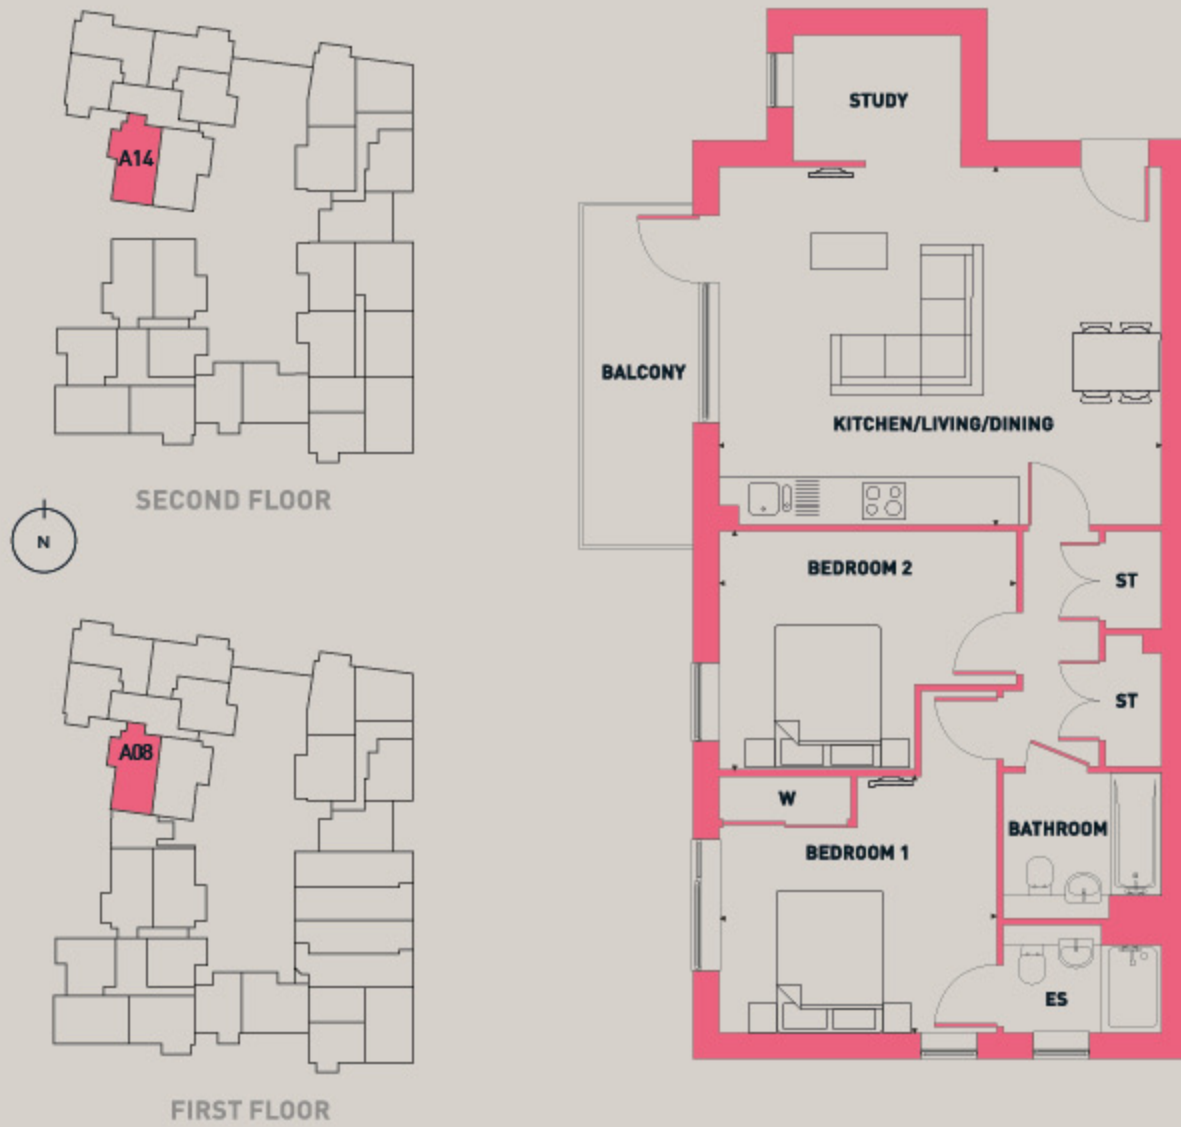 A14
SECOND FLOOR
N
A08
FIRST FLOOR
STUDY
BALCONY
KITCHEN/LIVING/DINING
BEDROOM 2
ST
ST
W
BATHROOM
BEDROOM 1
ES